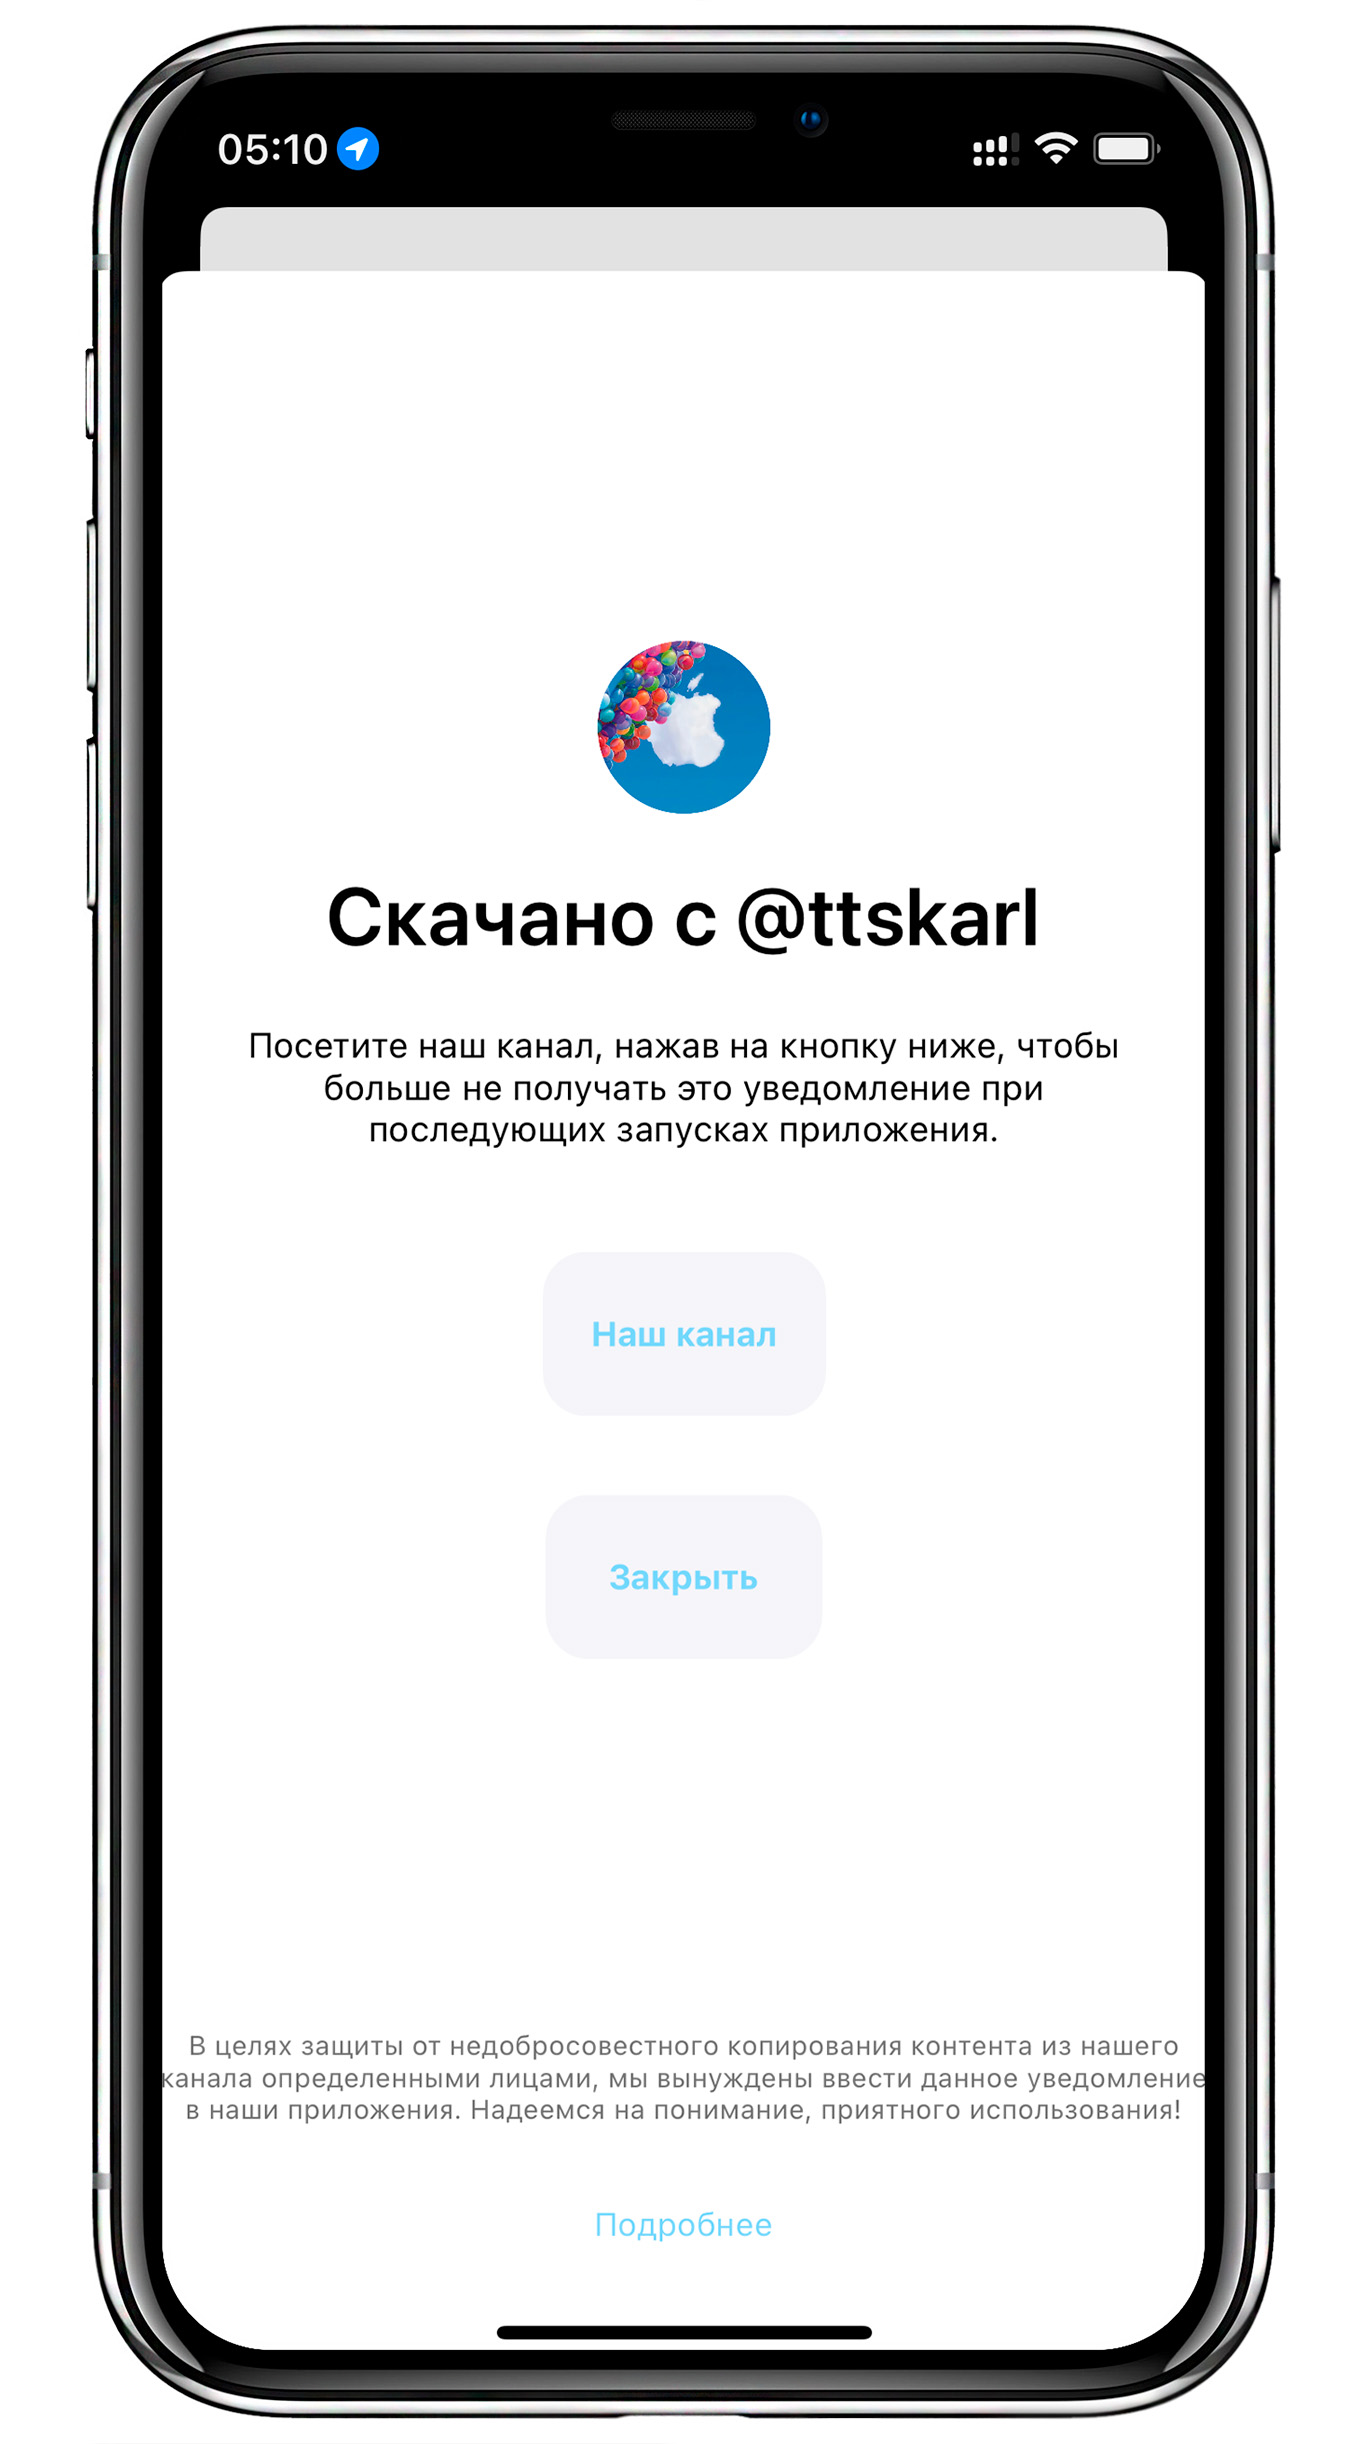 05:10
Скачано с @ttskarl
Посетите наш канал, нажав на кнопку ниже, чтобы
больше не получать это уведомление при
последующих запусках приложения.
Наш канал
Закрыть
В целях защиты от недобросовестного копирования контента из нашего
канала определенными лицами, мы вынуждены ввести данное уведомление
в наши приложения. Надеемся на понимание, приятного использования!
Подробнее